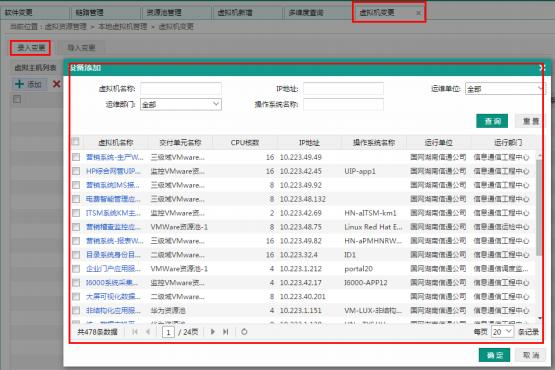 软件变更 链路管理 资源池管理 虚拟机新增 多维度查询 虚拟机变更 ×
当前位置：虚拟资源管理 > 本地虚拟机管理 > 虚拟机变更
录入变更 导入变更
虚拟主机列表
添加
设备添加 ×
虚拟机名称: IP地址: 运维单位: 全部
运维部门: 全部 操作系统名称:
查 询 重 置
虚拟机名称 交付单元名称 CPU核数 IP地址 操作系统名称 运行单位 运行部门
营销系统-生产W... 三级域VMware... 16 10.223.49.49 国网湖南信通公司 信息通信工程中心
HP综合网管UIP... 监控VMware资... 16 10.223.42.45 UIP-app1 国网湖南信通公司 信息通信工程中心
营销系统IMS接... 三级域VMware... 8 10.223.49.92 国网湖南信通公司 信息通信工程中心
电费智能管理应... 三级域VMware... 8 10.223.48.132 国网湖南信通公司 信息通信工程中心
ITSM系统KM主... 监控VMware资... 2 10.223.42.69 HN-aITSM-km1 国网湖南信通公司 信息通信工程中心
营销稽查监控应... VMWare资源池-1 8 10.223.48.75 Linux Red Hat E... 国网湖南信通公司 信息通信运检中心
营销系统-报表W... 三级域VMware... 16 10.223.49.82 HN-aPMHNRW... 国网湖南信通公司 信息通信工程中心
目录系统身份目... 二级域VMware... 16 10.223.32.4 ID1 国网湖南信通公司 信息通信工程中心
企业门户应用服... VMWare资源池-1 4 10.223.1.212 portal20 国网湖南信通公司 信息通信调度监...
I6000系统采集... 监控VMware资... 4 10.223.42.17 I6000-APP12 国网湖南信通公司 信息通信工程中心
大屏可视化数据... 二级域VMware... 8 10.223.40.201 国网湖南信通公司 信息通信工程中心
非结构化应用服... 华为资源池 4 10.223.1.151 VM-LUX-非结构... 国网湖南信通公司 信息通信工程中心
共478条数据 1 / 24页 每页 20 条记录
确 定 取 消